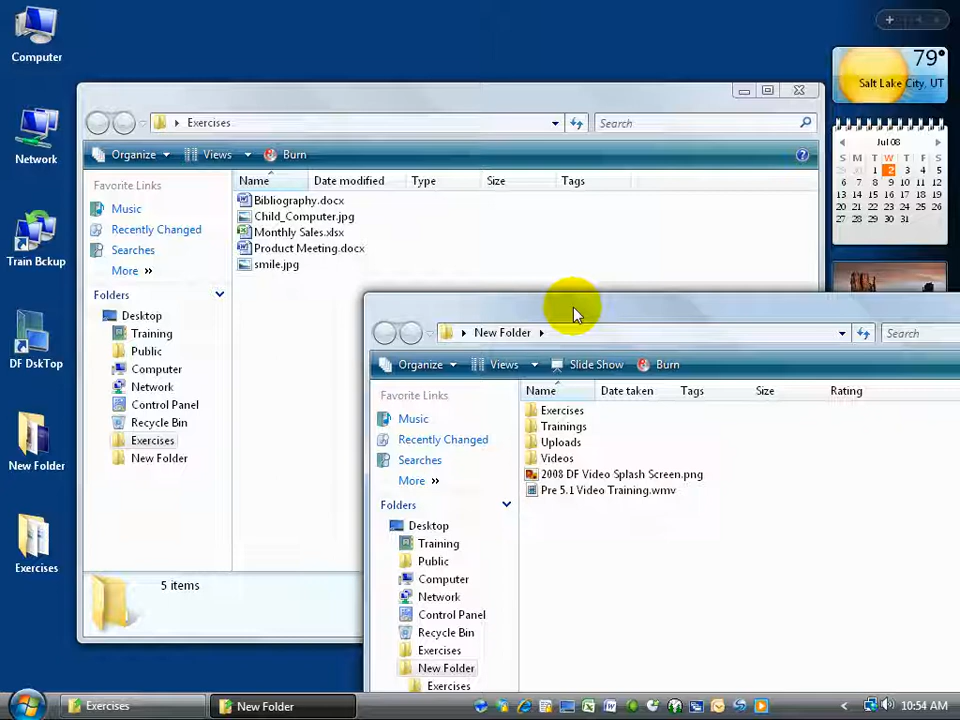 Computer
Network
Train Bckup
DF DskTop
New Folder
Exercises
79°
Salt Lake City, UT
Jul 08
S M T W T F S
29 30 1 2 3 4 5
6 7 8 9 10 11 12
13 14 15 16 17 18 19
20 21 22 23 24 25 26
27 28 29 30 31
Exercises
Search
Organize Views Burn
Favorite Links
Music
Recently Changed
Searches
More »
Folders
Desktop
Training
Public
Computer
Network
Control Panel
Recycle Bin
Exercises
New Folder
Name Date modified Type Size Tags
Bibliography.docx
Child_Computer.jpg
Monthly Sales.xlsx
Product Meeting.docx
smile.jpg
5 items
New Folder
Search
Organize Views Slide Show Burn
Favorite Links
Music
Recently Changed
Searches
More »
Folders
Desktop
Training
Public
Computer
Network
Control Panel
Recycle Bin
Exercises
New Folder
Exercises
Name Date taken Tags Size Rating
Exercises
Trainings
Uploads
Videos
2008 DF Video Splash Screen.png
Pre 5.1 Video Training.wmv
Exercises
New Folder
10:54 AM